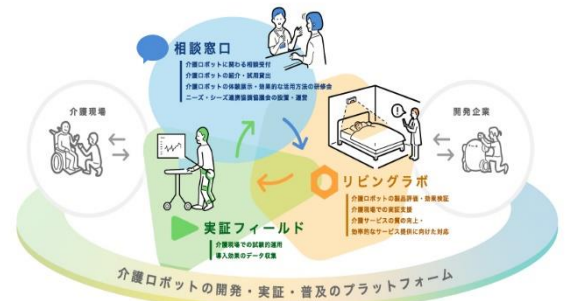 相談窓口
介護ロボットに関わる相談受付
介護ロボットの紹介・試用貸出
介護ロボットの体験展示・効果的な活用方法の研修会
ニーズ・シーズ連携協調協議会の設置・運営
介護現場
開発企業
リビングラボ
介護ロボットの製品評価・効果検証
介護現場での実証支援
介護サービスの質の向上・
効率的なサービス提供に向けた対応
実証フィールド
介護現場での試験的運用
導入効果のデータ収集
介護ロボットの開発・実証・普及のプラットフォーム